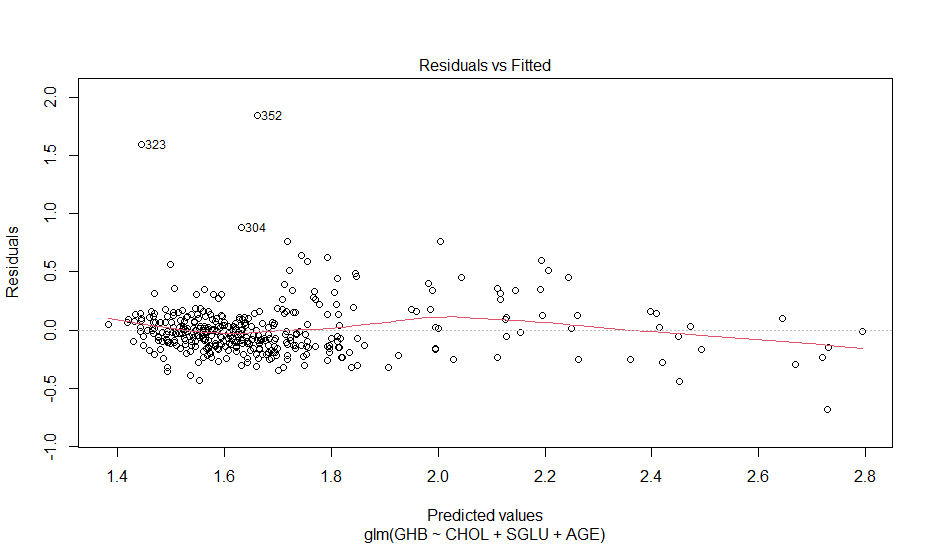 Residuals vs Fitted
2.0
1.5
1.0
0.5
0.0
-0.5
-1.0
Residuals
352
323
304
1.4 1.6 1.8 2.0 2.2 2.4 2.6 2.8
Predicted values
glm(GHB ~ CHOL + SGLU + AGE)